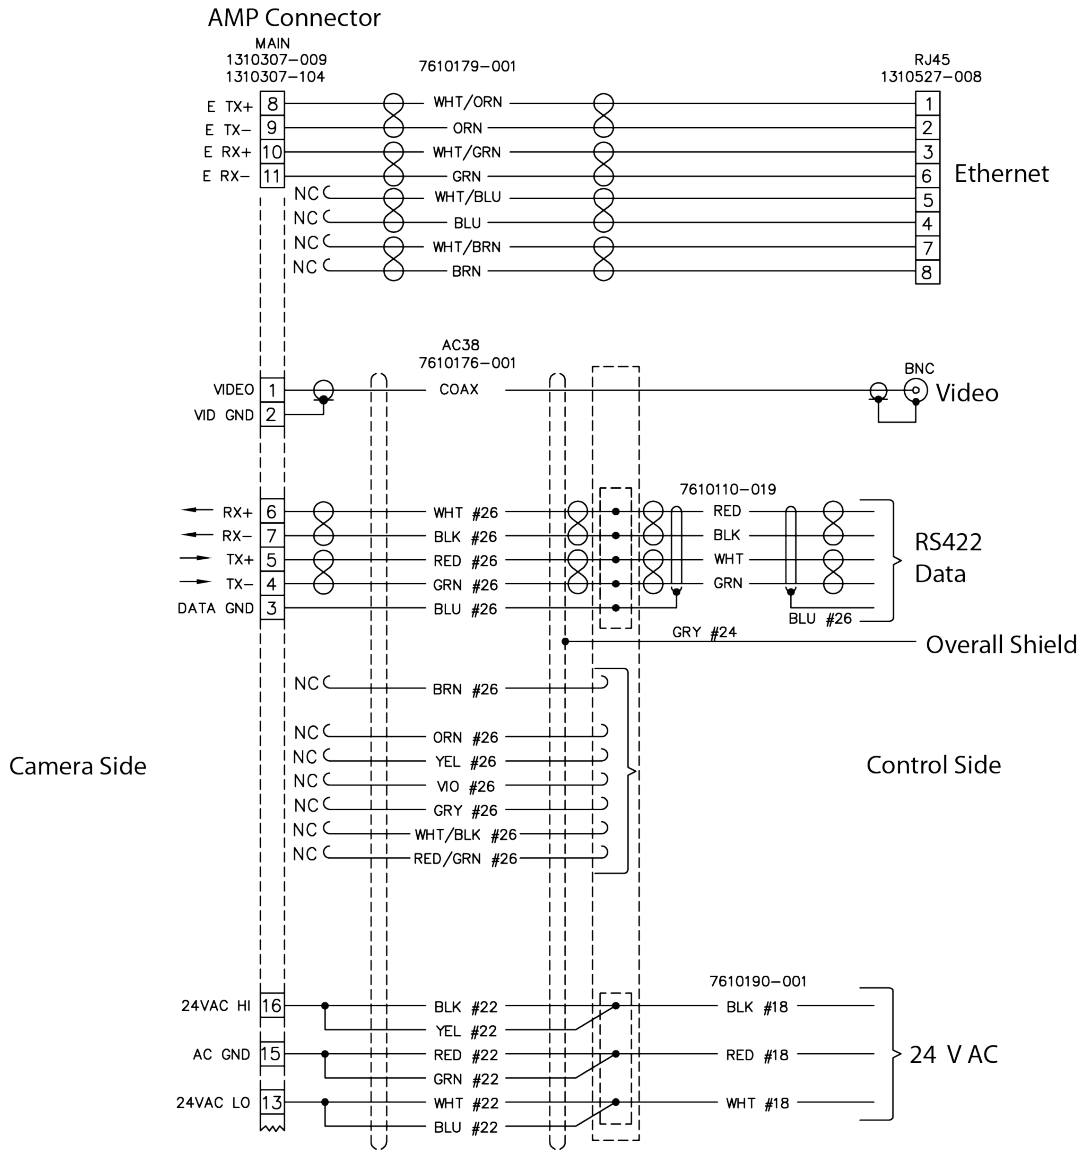 AMP Connector
MAIN
1310307-009
1310307-104
7610179-001
RJ45
1310527-008
E TX+ 8 WHT/ORN 1
E TX- 9 ORN 2
E RX+ 10 WHT/GRN 3
E RX- 11 GRN 6
Ethernet
NC WHT/BLU 5
NC BLU 4
NC WHT/BRN 7
NC BRN 8
AC38
7610176-001
BNC
VIDEO 1 COAX Video
VID GND 2
7610110-019
RX+ 6 WHT #26 RED
RX- 7 BLK #26 BLK
TX+ 5 RED #26 WHT
TX- 4 GRN #26 GRN
RS422
Data
DATA GND 3 BLU #26 BLU #26
GRY #24 Overall Shield
NC BRN #26
NC ORN #26
NC YEL #26
NC VIO #26
NC GRY #26
NC WHT/BLK #26
NC RED/GRN #26
Camera Side
Control Side
7610190-001
24VAC HI 16 BLK #22 BLK #18
YEL #22
AC GND 15 RED #22 RED #18 24 V AC
GRN #22
24VAC LO 13 WHT #22 WHT #18
BLU #22